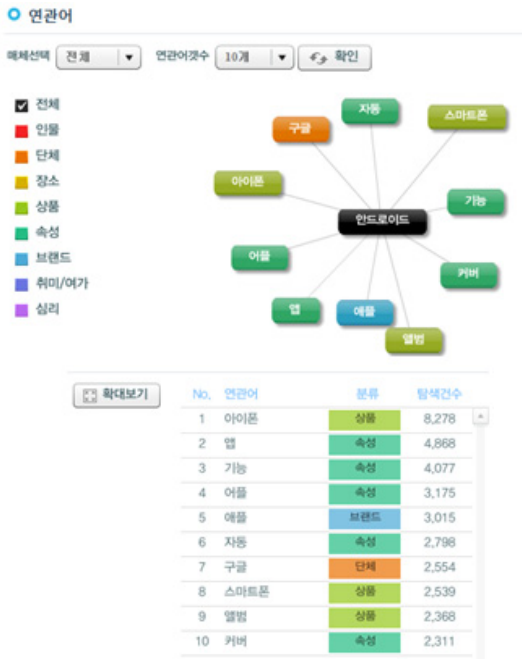 연관어
매체선택 전체 연관어갯수 10개 확인
전체
인물
단체
장소
상품
속성
브랜드
취미/여가
심리
자동
스마트폰
구글
아이폰
기능
안드로이드
어플
커버
앱
애플
앨범
확대보기
No. 연관어 분류 탐색건수
1 아이폰 상품 8,278
2 앱 속성 4,868
3 기능 속성 4,077
4 어플 속성 3,175
5 애플 브랜드 3,015
6 자동 속성 2,798
7 구글 단체 2,554
8 스마트폰 상품 2,539
9 앨범 상품 2,368
10 커버 속성 2,311